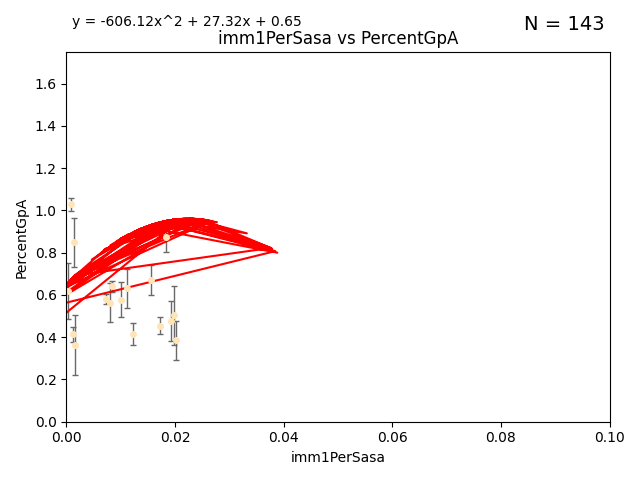 y = -606.12x^2 + 27.32x + 0.65
N = 143
imm1PerSasa vs PercentGpA
1.6
1.4
1.2
1.0
0.8
0.6
0.4
0.2
0.0
PercentGpA
0.00 0.02 0.04 0.06 0.08 0.10
imm1PerSasa